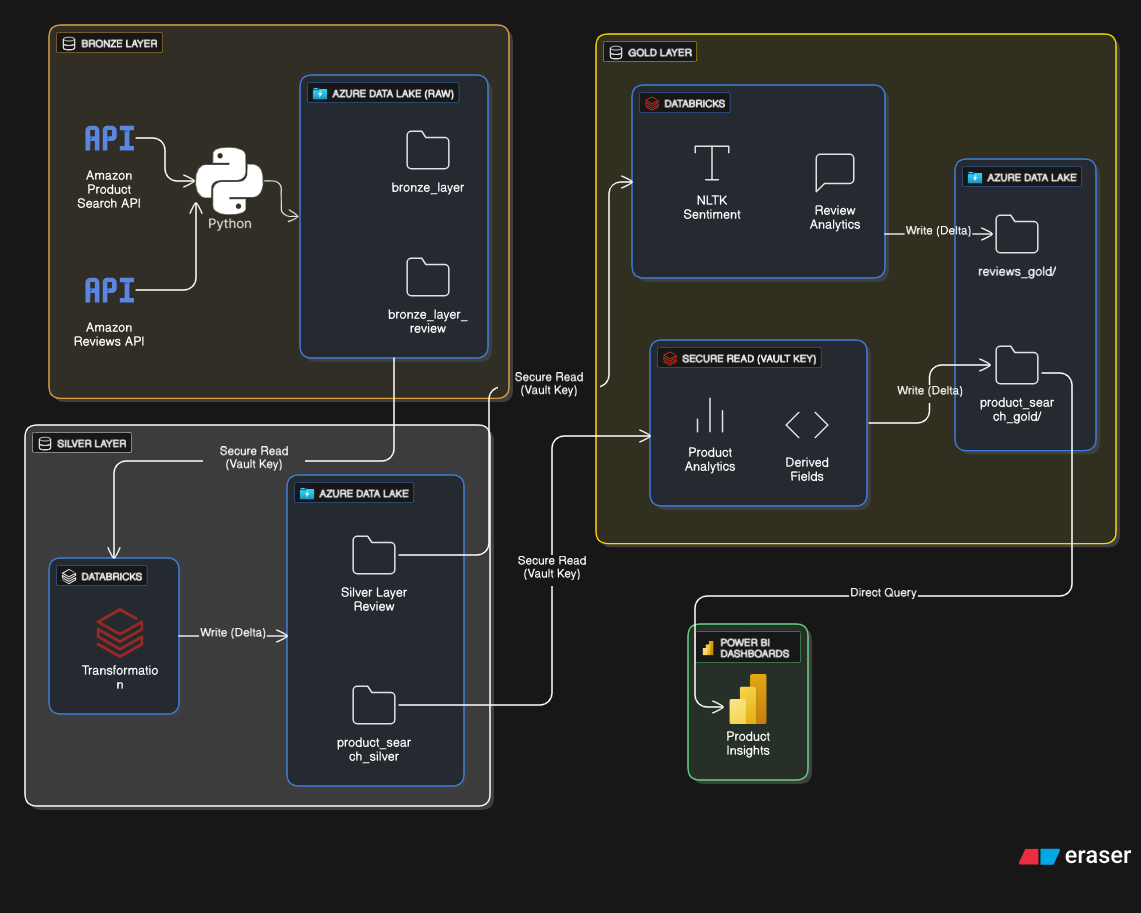 BRONZE LAYER
AZURE DATA LAKE (RAW)
API
Amazon
Product
Search API
Python
bronze_layer
API
Amazon
Reviews API
bronze_layer_
review
Secure Read
(Vault Key)
SILVER LAYER
Secure Read
(Vault Key)
AZURE DATA LAKE
Silver Layer
Review
DATABRICKS
Transformatio
n
Write (Delta)
product_sear
ch_silver
Secure Read
(Vault Key)
GOLD LAYER
DATABRICKS
NLTK
Sentiment
Review
Analytics
Write (Delta)
AZURE DATA LAKE
reviews_gold/
SECURE READ (VAULT KEY)
Product
Analytics
Derived
Fields
Write (Delta)
product_sear
ch_gold/
Direct Query
POWER BI
DASHBOARDS
Product
Insights
eraser